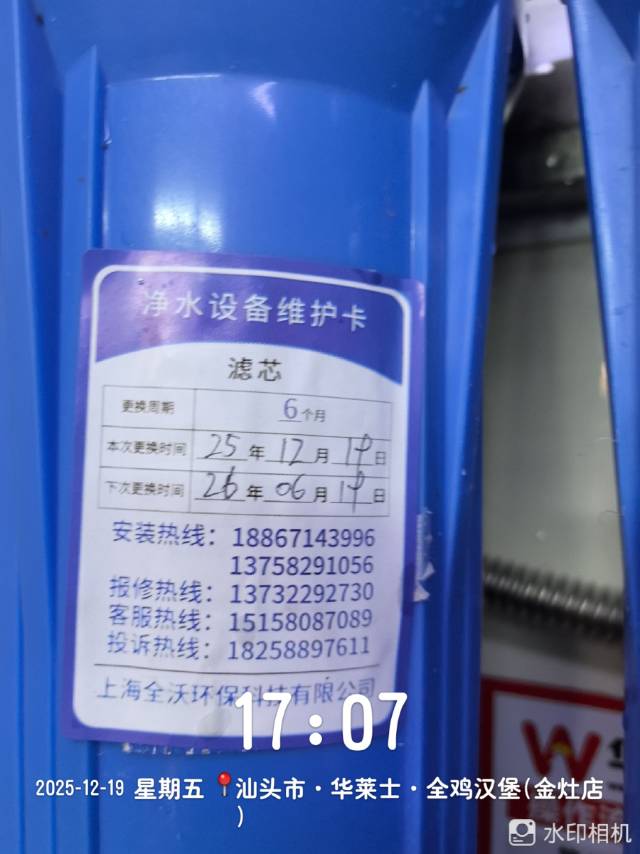 净水设备维护卡
滤芯
更换周期 6个月
本次更换时间 25年12月19日
下次更换时间 26年06月19日
安装热线：18867143996
13758291056
报修热线：13732292730
客服热线：15158087089
投诉热线：18258897611
上海全沃环保科技有限公司
17:07
2025-12-19 星期五 汕头市·华莱士·全鸡汉堡(金灶店
)
水印相机